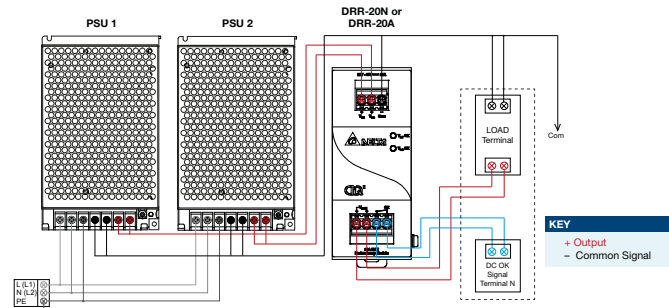 PSU 1
PSU 2
DRR-20N or
DRR-20A
LOAD
Terminal
Com
KEY
+ Output
– Common Signal
DC OK
Signal
Terminal N
L (L1)
N (L2)
PE